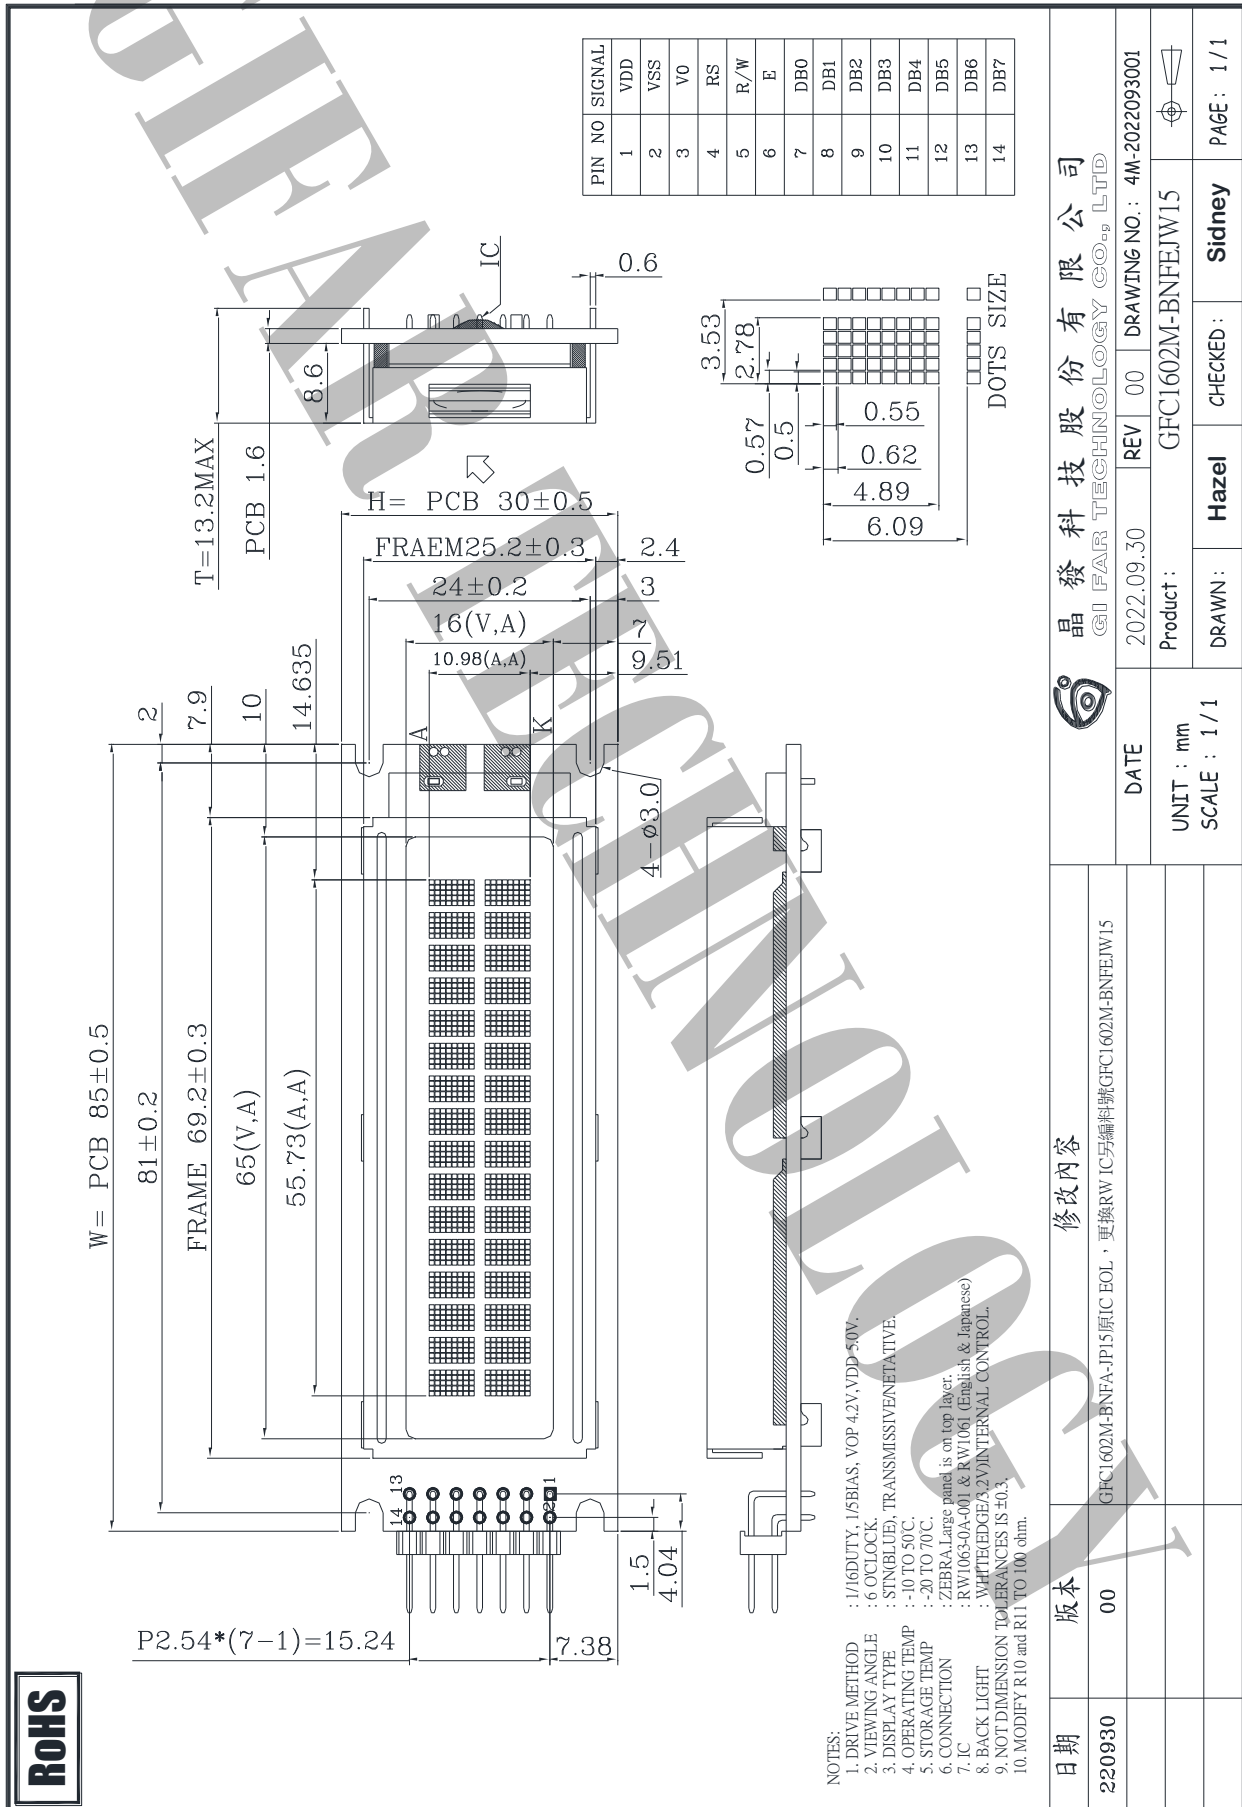 RoHS
W= PCB 85±0.5
81±0.2
FRAME 69.2±0.3
65(V,A)
55.73(A,A)
2
7.9
10
14.635
T=13.2MAX
PCB 1.6
8.6
IC
0.6
H= PCB 30±0.5
FRAEM25.2±0.3
2.4
24±0.2
3
16(V,A)
7
10.98(A,A)
9.51
A
K
4-ø3.0
14
13
2
1
1.5
4.04
P2.54*(7-1)=15.24
7.38
3.53
2.78
0.57
0.5
0.55
0.62
4.89
6.09
DOTS SIZE
PIN NO SIGNAL
1 VDD
2 VSS
3 V0
4 RS
5 R/W
6 E
7 DB0
8 DB1
9 DB2
10 DB3
11 DB4
12 DB5
13 DB6
14 DB7
NOTES:
1. DRIVE METHOD : 1/16DUTY, 1/5BIAS, VOP 4.2V,VDD 5.0V.
2. VIEWING ANGLE : 6 O'CLOCK.
3. DISPLAY TYPE : STN(BLUE), TRANSMISSIVE/NETATIVE.
4. OPERATING TEMP : -10 TO 50°C.
5. STORAGE TEMP : -20 TO 70°C.
6. CONNECTION : ZEBRA.Large panel is on top layer.
7. IC : RW1063-0A-001 & RW1061 (English & Japanese)
8. BACK LIGHT : WHITE(EDGE/3.2V)INTERNAL CONTROL.
9. NOT DIMENSION TOLERANCES IS ±0.3.
10. MODIFY R10 and R11 TO 100 ohm.
日期 版本 修改內容
220930 00 GFC1602M-BNFA-JP15原IC EOL，更換RW IC另編料號GFC1602M-BNFEJW15
晶發科技股份有限公司
GI FAR TECHNOLOGY CO., LTD
DATE 2022.09.30 REV 00 DRAWING NO.: 4M-2022093001
UNIT : mm
SCALE : 1/1
Product : GFC1602M-BNFEJW15
DRAWN : Hazel CHECKED : Sidney PAGE : 1/1
GIFAR TECHNOLOGY